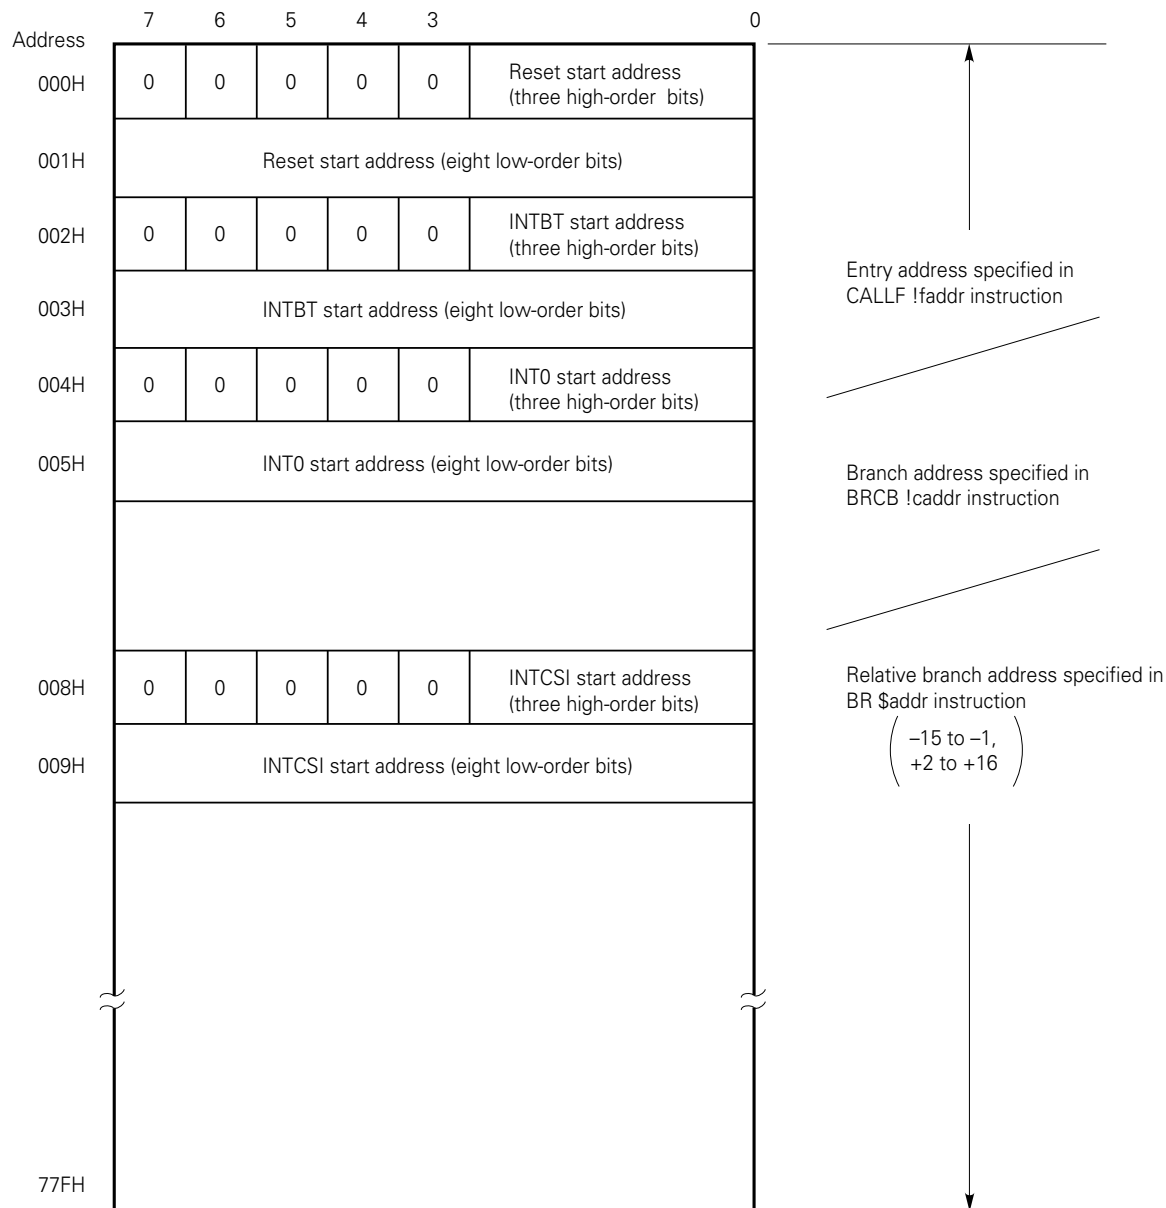 7 6 5 4 3 0
Address
000H 0 0 0 0 0 Reset start address
(three high-order bits)
001H Reset start address (eight low-order bits)
002H 0 0 0 0 0 INTBT start address
(three high-order bits)
003H INTBT start address (eight low-order bits)
004H 0 0 0 0 0 INT0 start address
(three high-order bits)
005H INT0 start address (eight low-order bits)
008H 0 0 0 0 0 INTCSI start address
(three high-order bits)
009H INTCSI start address (eight low-order bits)
77FH
Entry address specified in
CALLF !faddr instruction
Branch address specified in
BRCB !caddr instruction
Relative branch address specified in
BR $addr instruction
–15 to –1,
+2 to +16